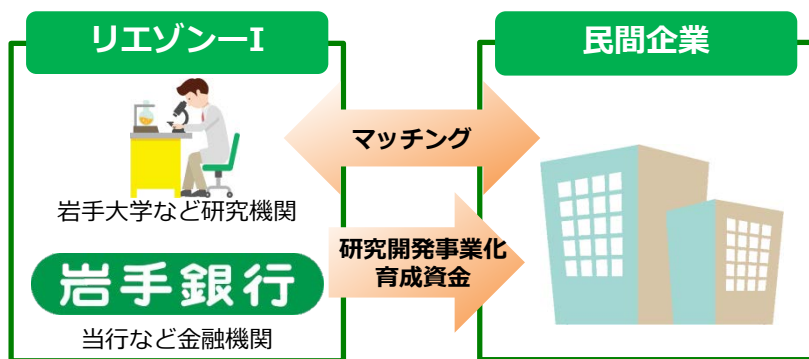 リエゾンーI
民間企業
マッチング
岩手大学など研究機関
研究開発事業化
育成資金
岩手銀行
当行など金融機関